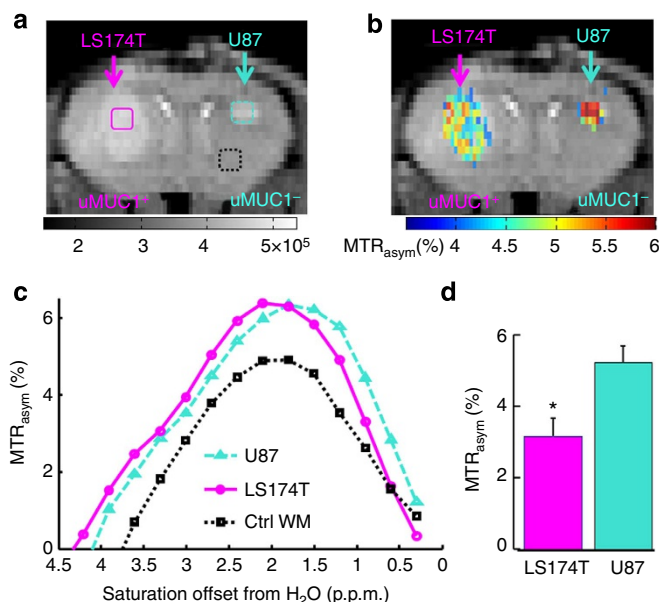 a
LS174T
U87
uMUC1⁻
uMUC1⁻
2 3 4 5×10⁵
b
LS174T
U87
uMUC1⁻
uMUC1⁻
MTRasym(%) 4 4.5 5 5.5 6
c
MTRasym (%)
6
4
2
0
U87
LS174T
Ctrl WM
4.5 4 3.5 3 2.5 2 1.5 1 0.5 0
Saturation offset from H₂O (p.p.m.)
d
MTRasym (%)
6
4
2
0
*
LS174T U87